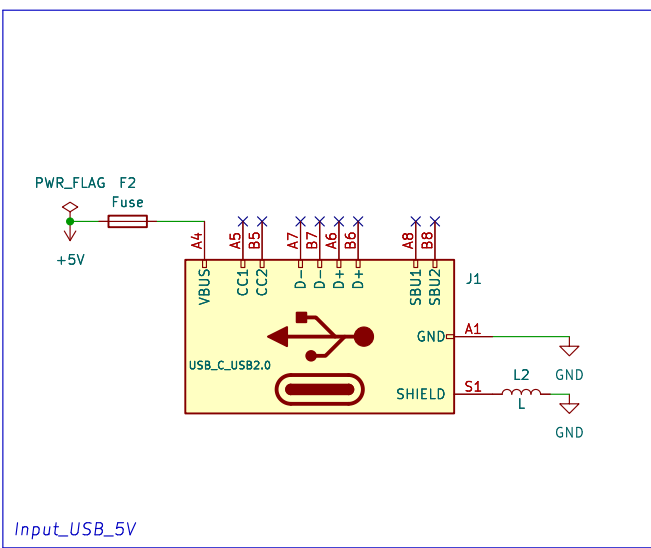 PWR_FLAG F2
Fuse
+5V
A4
A5
B5
A7
B7
A6
B6
A8
B8
VBUS
CC1
CC2
D-
D-
D+
D+
SBU1
SBU2
J1
GND
A1
USB_C_USB2.0
GND
L2
SHIELD
S1
L
GND
Input_USB_5V